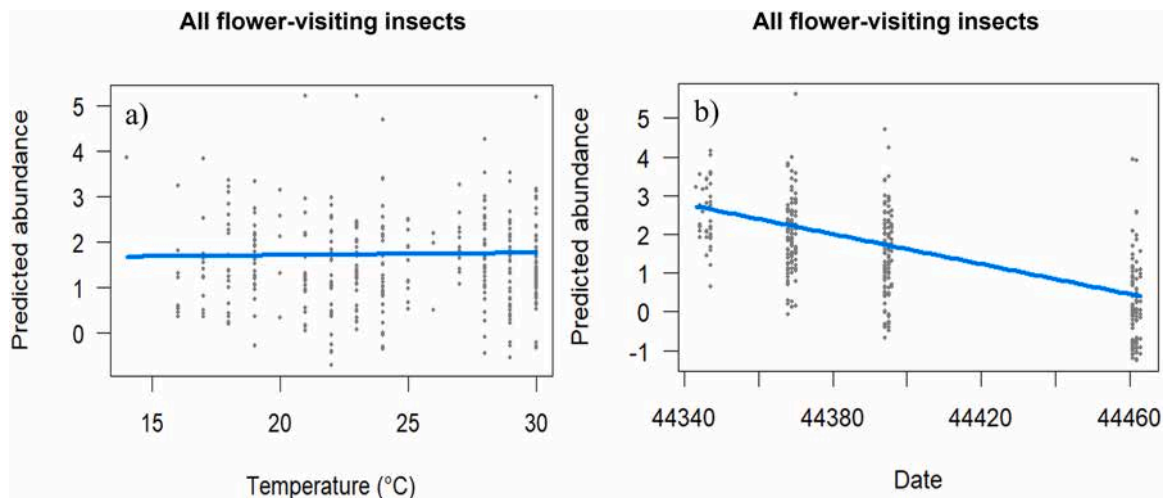 All flower-visiting insects
a)
Predicted abundance
5
4
3
2
1
0
15 20 25 30
Temperature (°C)
All flower-visiting insects
b)
Predicted abundance
5
4
3
2
1
0
-1
44340 44380 44420 44460
Date